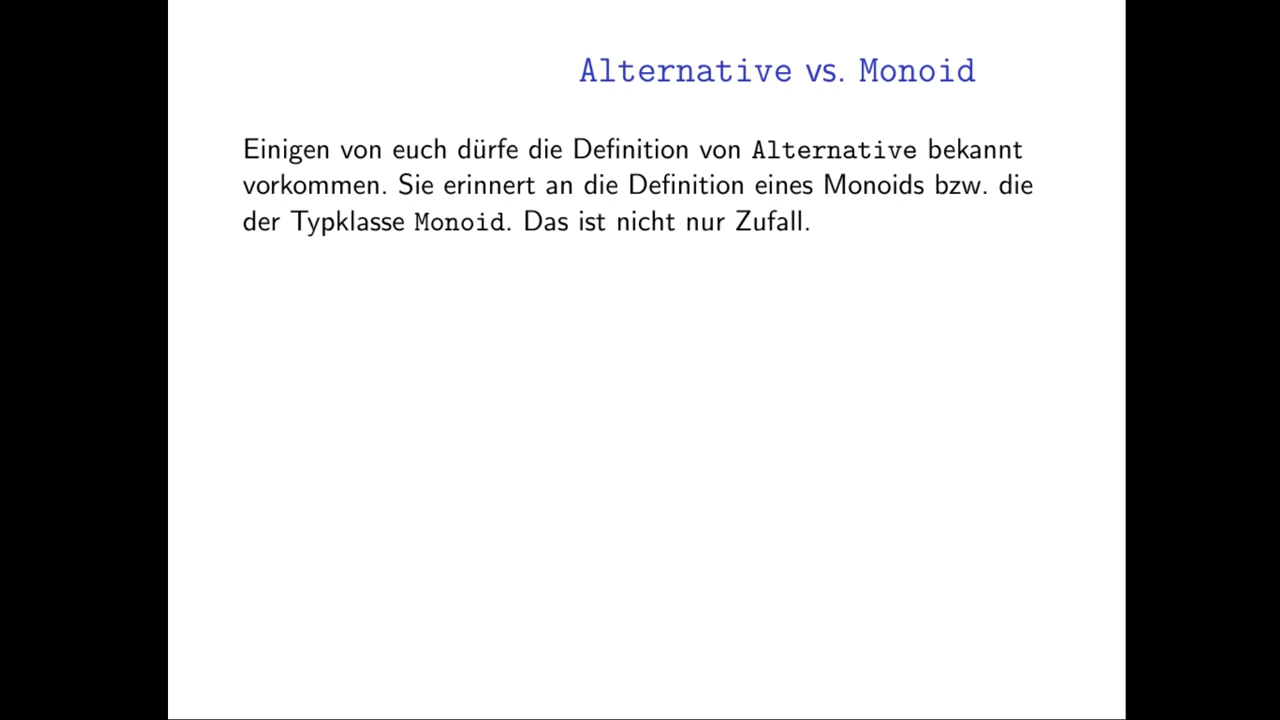 Alternative vs. Monoid
Einigen von euch dürfe die Definition von Alternative bekannt
vorkommen. Sie erinnert an die Definition eines Monoids bzw. die
der Typklasse Monoid. Das ist nicht nur Zufall.